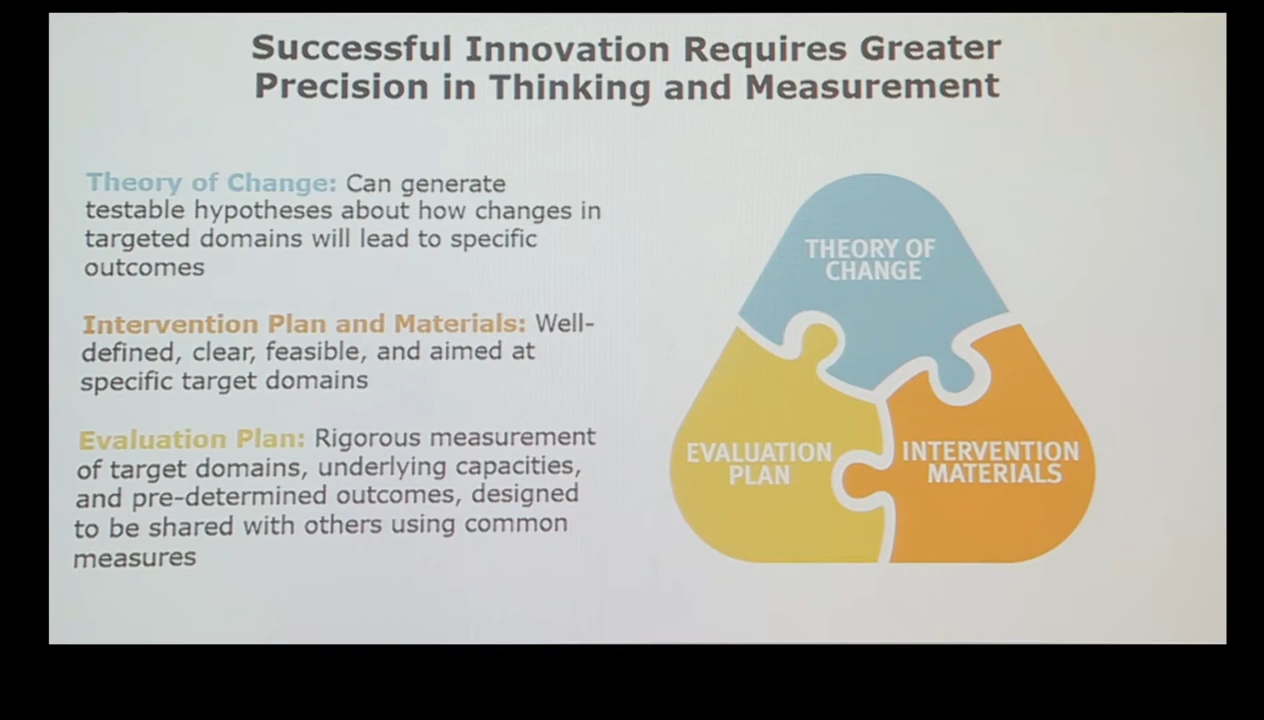 Successful Innovation Requires Greater
Precision in Thinking and Measurement
Theory of Change: Can generate
testable hypotheses about how changes in
targeted domains will lead to specific
outcomes
Intervention Plan and Materials: Well-
defined, clear, feasible, and aimed at
specific target domains
Evaluation Plan: Rigorous measurement
of target domains, underlying capacities,
and pre-determined outcomes, designed
to be shared with others using common
measures
THEORY OF
CHANGE
EVALUATION
PLAN
INTERVENTION
MATERIALS